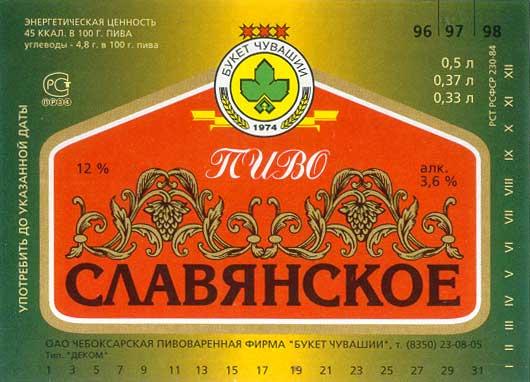 ЭНЕРГЕТИЧЕСКАЯ ЦЕННОСТЬ
45 ККАЛ. В 100 Г. ПИВА
углеводы - 4,8 г. в 100 г. пива
РСТ
ПР34
УПОТРЕБИТЬ ДО УКАЗАННОЙ ДАТЫ
БУКЕТ ЧУВАШИИ
1974
96 97 98
0,5 л
0,37 л
0,33 л
РСТ РСФСР 230-84
I II III IV V VI VII VIII IX X XI XII
ПИВО
12 %
алк.
3,6 %
СЛАВЯНСКОЕ
ОАО ЧЕБОКСАРСКАЯ ПИВОВАРЕННАЯ ФИРМА "БУКЕТ ЧУВАШИИ", т. (8350) 23-08-05
Тип. "ДЕКОМ"
1 3 5 7 9 11 13 15 17 19 21 23 25 27 29 31